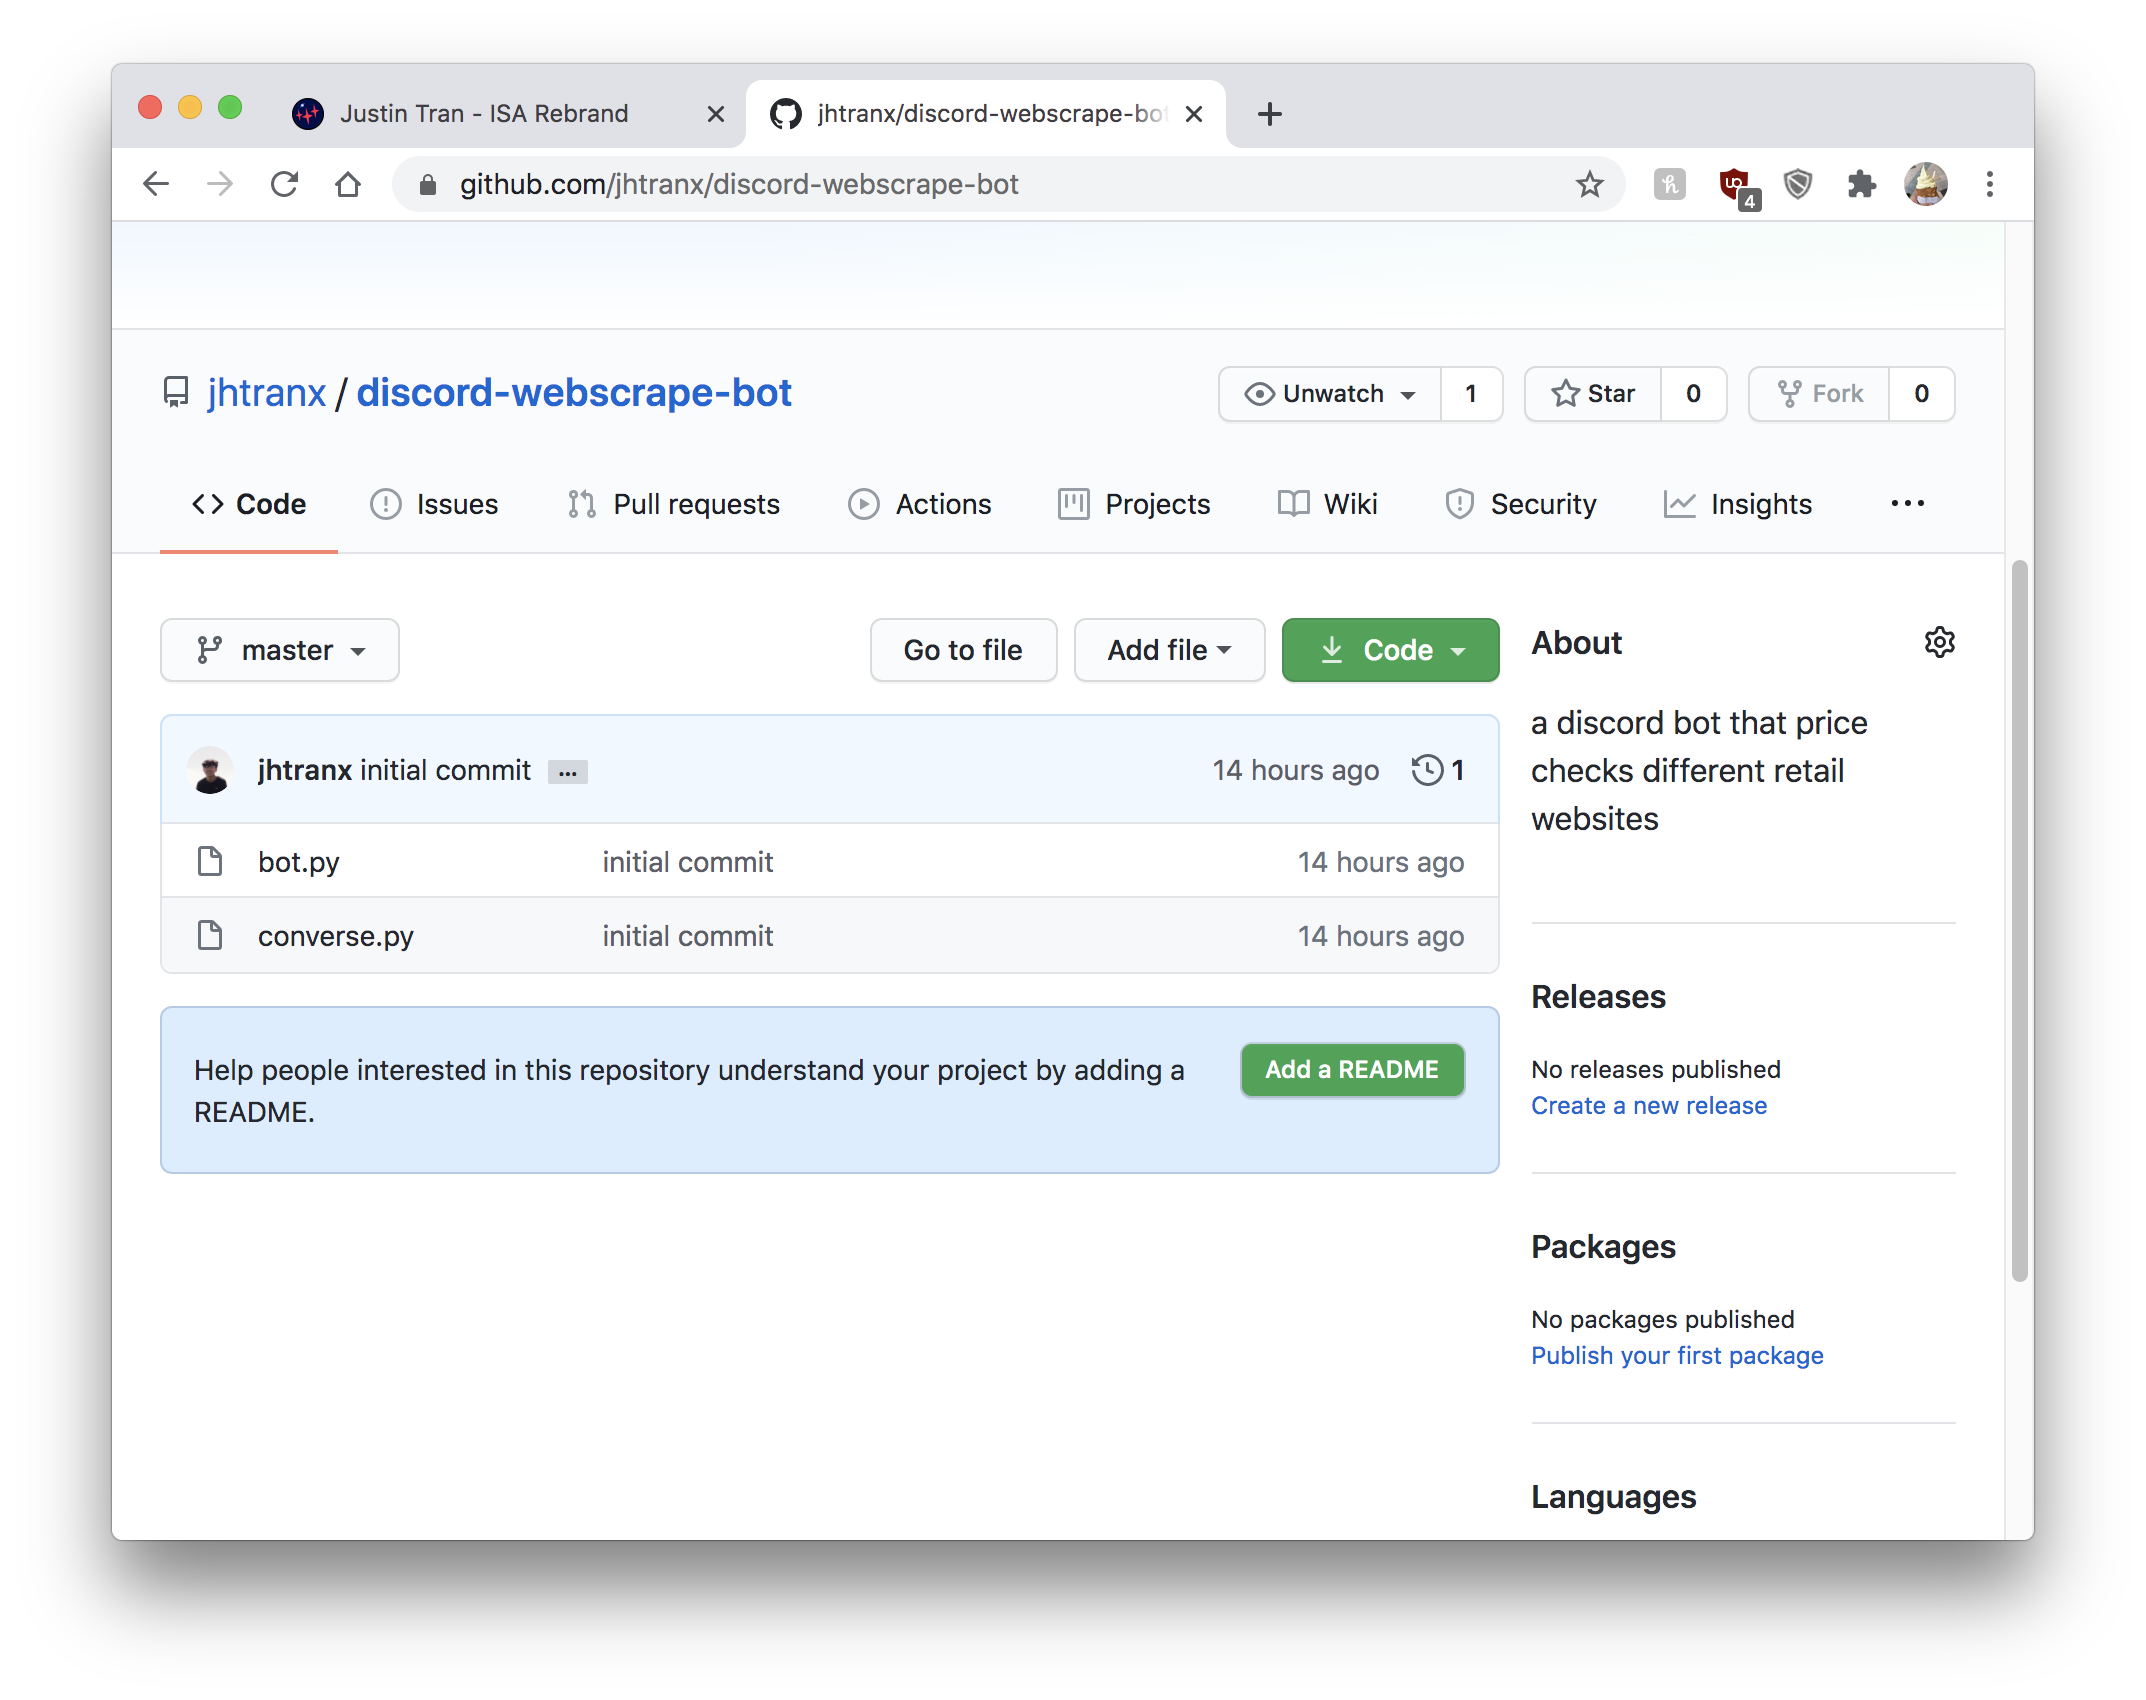 Justin Tran - ISA Rebrand
jhtranx/discord-webscrape-bot
github.com/jhtranx/discord-webscrape-bot
4
jhtranx / discord-webscrape-bot
Unwatch 1 Star 0 Fork 0
Code Issues Pull requests Actions Projects Wiki Security Insights ...
master Go to file Add file Code
jhtranx initial commit ... 14 hours ago 1
bot.py initial commit 14 hours ago
converse.py initial commit 14 hours ago
Help people interested in this repository understand your project by adding a
README.
Add a README
About
a discord bot that price
checks different retail
websites
Releases
No releases published
Create a new release
Packages
No packages published
Publish your first package
Languages